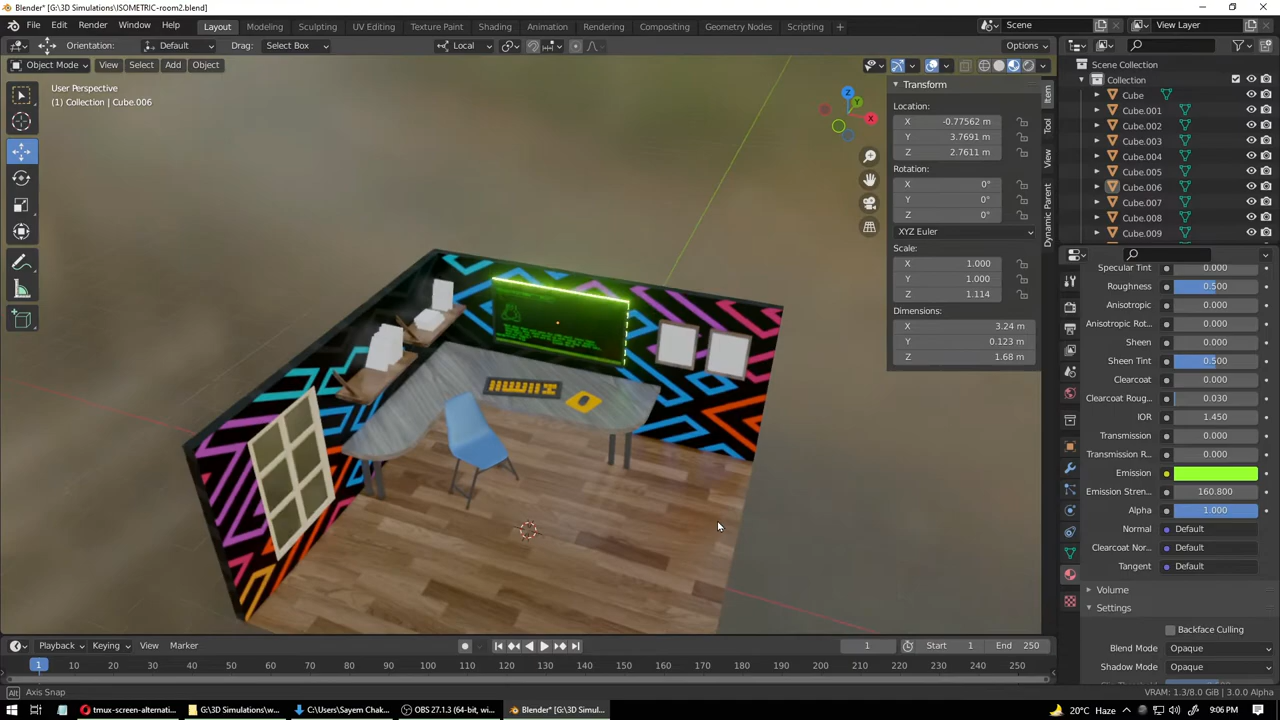 Blender* [G:\3D Simulations\ISOMETRIC-room2.blend]
File Edit Render Window Help Layout Modeling Sculpting UV Editing Texture Paint Shading Animation Rendering Compositing Geometry Nodes Scripting Scene View Layer
Orientation: Default Drag: Select Box Local Options
Object Mode View Select Add Object
User Perspective
(1) Collection | Cube.006
Z
Y
X
Transform
Location:
X -0.77562 m
Y 3.7691 m
Z 2.7611 m
Rotation:
X 0°
Y 0°
Z 0°
XYZ Euler
Scale:
X 1.000
Y 1.000
Z 1.114
Dimensions:
X 3.24 m
Y 0.123 m
Z 1.68 m
Item
Tool
View
Dynamic Parent
Scene Collection
Collection
Cube
Cube.001
Cube.002
Cube.003
Cube.004
Cube.005
Cube.006
Cube.007
Cube.008
Cube.009
Specular Tint 0.000
Roughness 0.500
Anisotropic 0.000
Anisotropic Rot.. 0.000
Sheen 0.000
Sheen Tint 0.500
Clearcoat 0.000
Clearcoat Roug.. 0.030
IOR 1.450
Transmission 0.000
Transmission R.. 0.000
Emission
Emission Stren.. 160.800
Alpha 1.000
Normal Default
Clearcoat Nor.. Default
Tangent Default
Volume
Settings
Backface Culling
Blend Mode Opaque
Shadow Mode Opaque
Playback Keying View Marker 1 Start 1 End 250
1 10 20 30 40 50 60 70 80 90 100 110 120 130 140 150 160 170 180 190 200 210 220 230 240 250
Alt Axis Snap VRAM: 1.3/8.0 GiB | 3.0.0 Alpha
tmux-screen-alternati... G:\3D Simulations\w... C:\Users\Sayem Chak... OBS 27.1.3 (64-bit, wi... Blender* [G:\3D Simul... 20°C Haze 9:06 PM